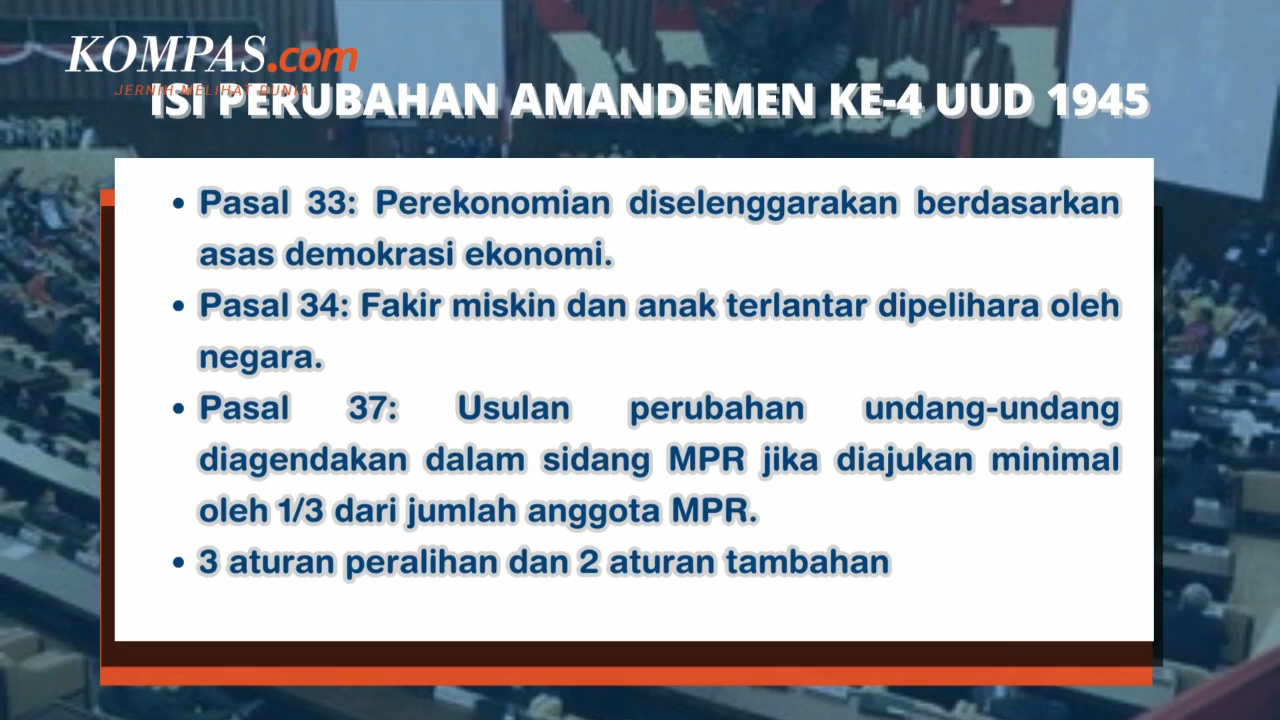 KOMPAS.com
JERNIH MELIHAT DUNIA
ISI PERUBAHAN AMANDEMEN KE-4 UUD 1945
• Pasal 33: Perekonomian diselenggarakan berdasarkan
asas demokrasi ekonomi.
• Pasal 34: Fakir miskin dan anak terlantar dipelihara oleh
negara.
• Pasal 37: Usulan perubahan undang-undang
diagendakan dalam sidang MPR jika diajukan minimal
oleh 1/3 dari jumlah anggota MPR.
• 3 aturan peralihan dan 2 aturan tambahan